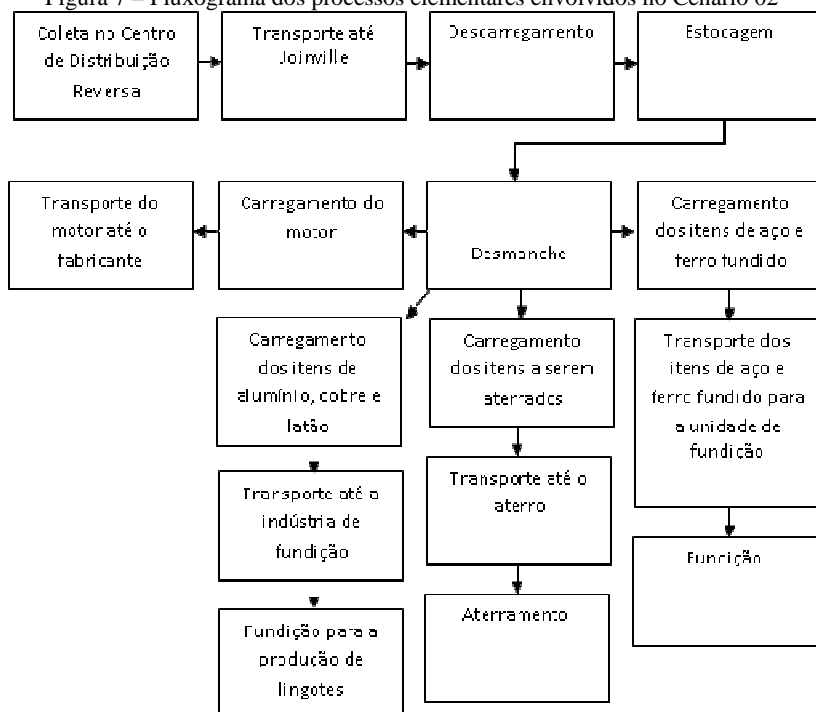 Figura 7 – Fluxograma dos processos elementares envolvidos no Cenário 02
Coleta no Centro
de Distribuição
Reversa
Transporte até
Joinville
Descarregamento
Estocagem
Transporte do
motor até o
fabricante
Carregamento do
motor
Desmanche
Carregamento
dos itens de aço e
ferro fundido
Carregamento
dos itens de
alumínio, cobre e
latão
Carregamento
dos itens a serem
aterrados
Transporte dos
itens de aço e
ferro fundido para
a unidade de
fundição
Transporte até a
indústria de
fundição
Transporte até o
aterro
Fundição
Fundição para a
produção de
lingotes
Aterramento